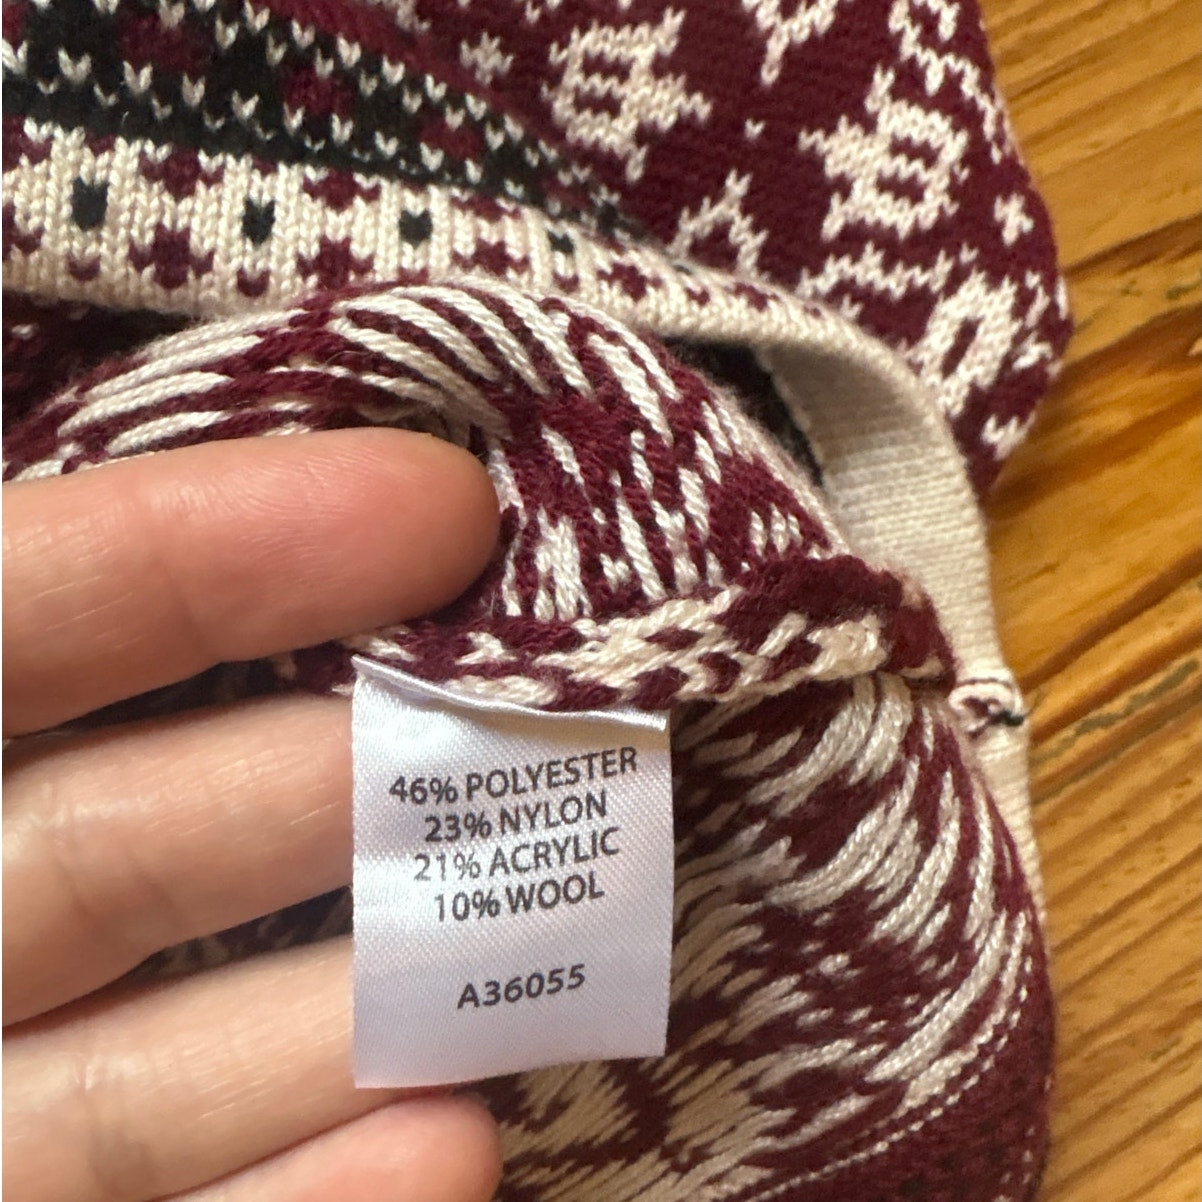 46% POLYESTER
23% NYLON
21% ACRYLIC
10% WOOL
A36055